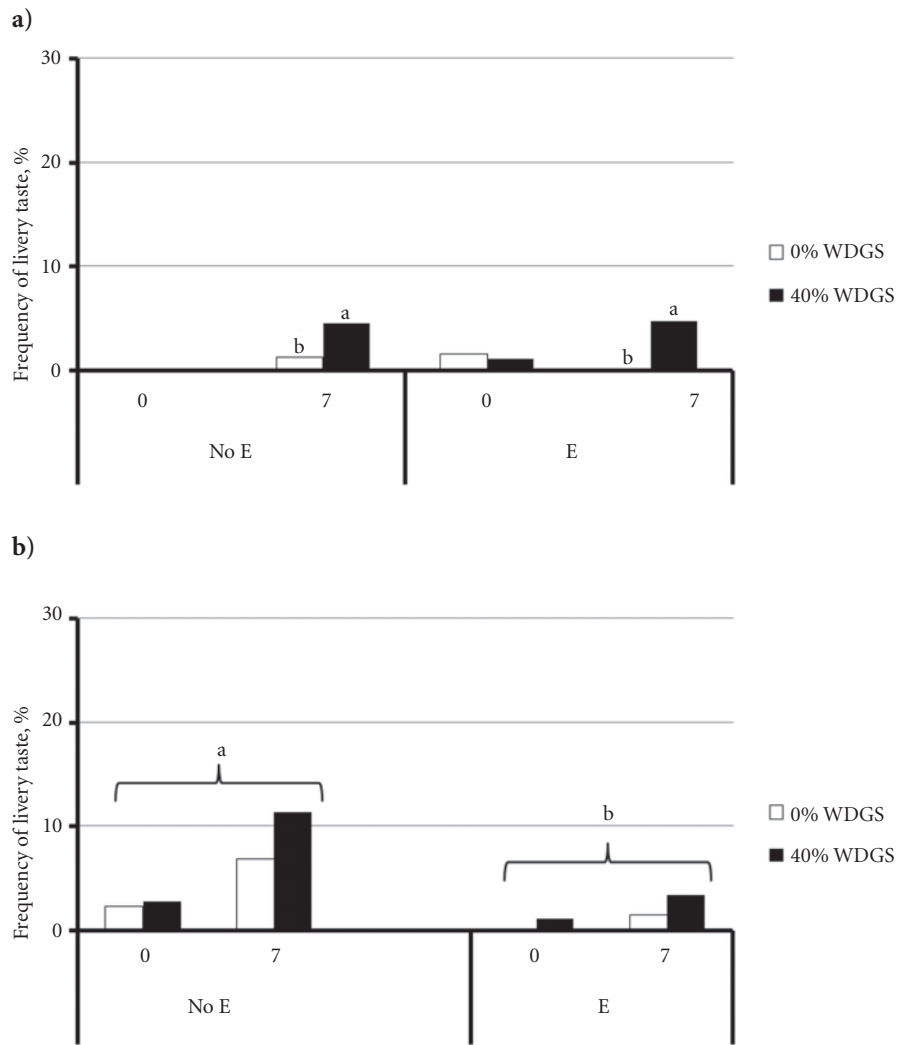 a)
30
20
10
0
Frequency of livery taste, %
b
a
b
a
0 7 0 7
No E E
0% WDGS
40% WDGS
b)
30
20
10
0
Frequency of livery taste, %
a
b
0 7 0 7
No E E
0% WDGS
40% WDGS